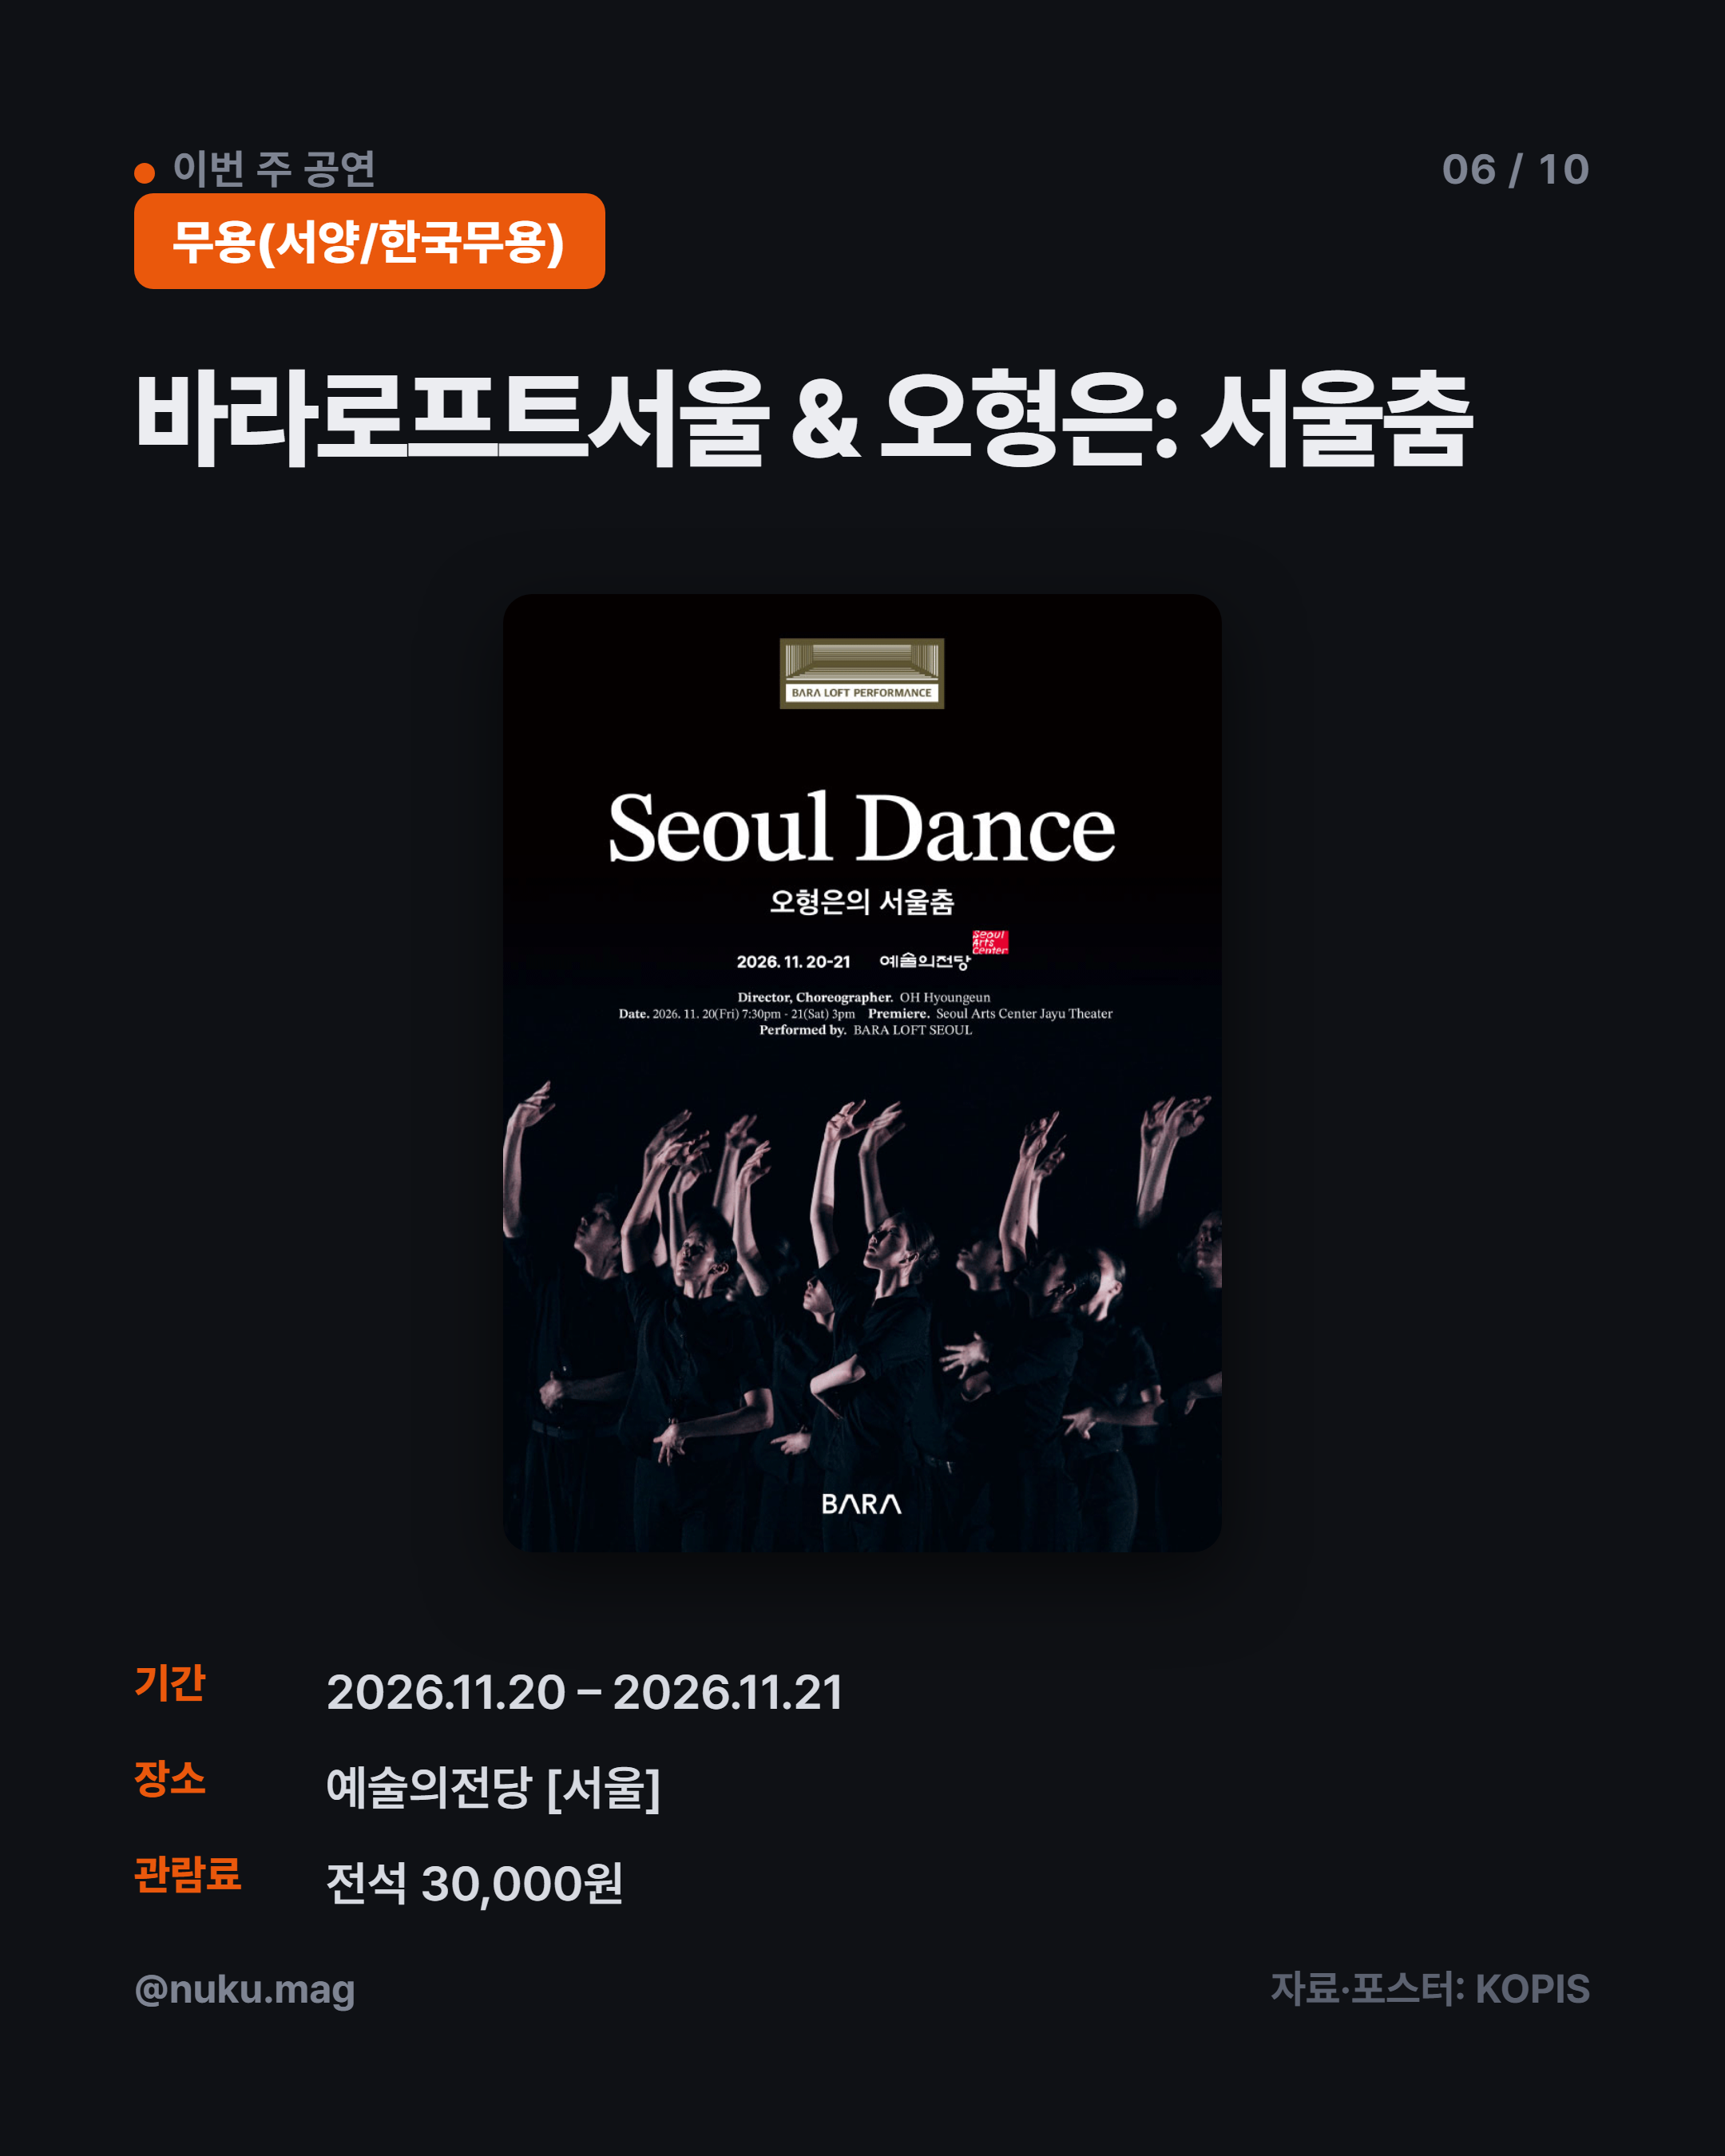 이번 주 공연
06 / 10
무용(서양/한국무용)
바라로프트서울 & 오형은: 서울춤
BARA LOFT PERFORMANCE
Seoul Dance
오형은의 서울춤
Seoul
Arts
Center
2026. 11. 20-21 예술의전당
Director, Choreographer. OH Hyoungeun
Date. 2026. 11. 20(Fri) 7:30pm - 21(Sat) 3pm Premiere. Seoul Arts Center Jayu Theater
Performed by. BARA LOFT SEOUL
BARA
기간 2026.11.20 – 2026.11.21
장소 예술의전당 [서울]
관람료 전석 30,000원
@nuku.mag
자료·포스터: KOPIS